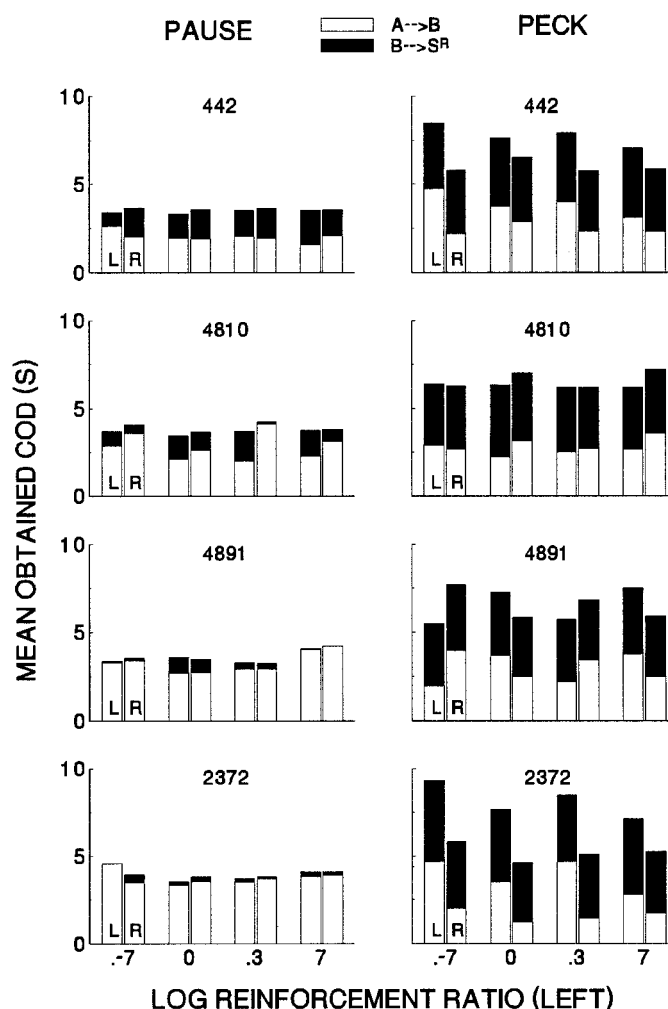 PAUSE
PECK
A-->B
B-->Sᴿ
MEAN OBTAINED COD (S)
442
10
5
0
L R
442
L R
4810
10
5
0
L R
4810
L R
4891
10
5
0
L R
4891
L R
2372
10
5
0
L R
2372
L R
.-7 0 .3 7
.-7 0 .3 7
LOG REINFORCEMENT RATIO (LEFT)